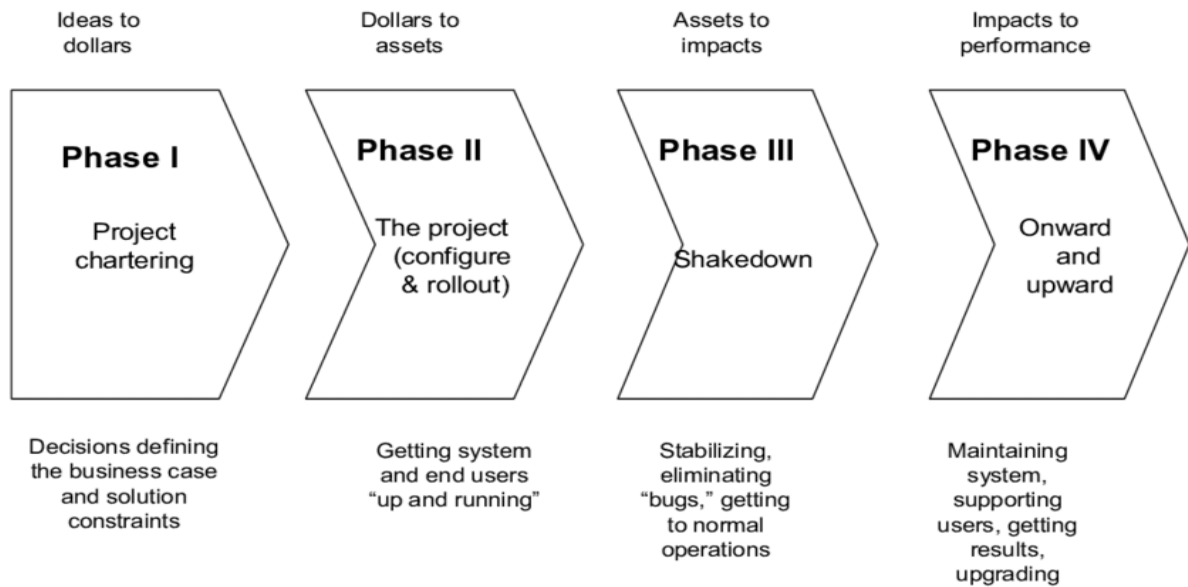 Ideas to
dollars
Dollars to
assets
Assets to
impacts
Impacts to
performance
Phase I
Project
chartering
Phase II
The project
(configure
& rollout)
Phase III
Shakedown
Phase IV
Onward
and
upward
Decisions defining
the business case
and solution
constraints
Getting system
and end users
“up and running”
Stabilizing,
eliminating
“bugs,” getting
to normal
operations
Maintaining
system,
supporting
users, getting
results,
upgrading